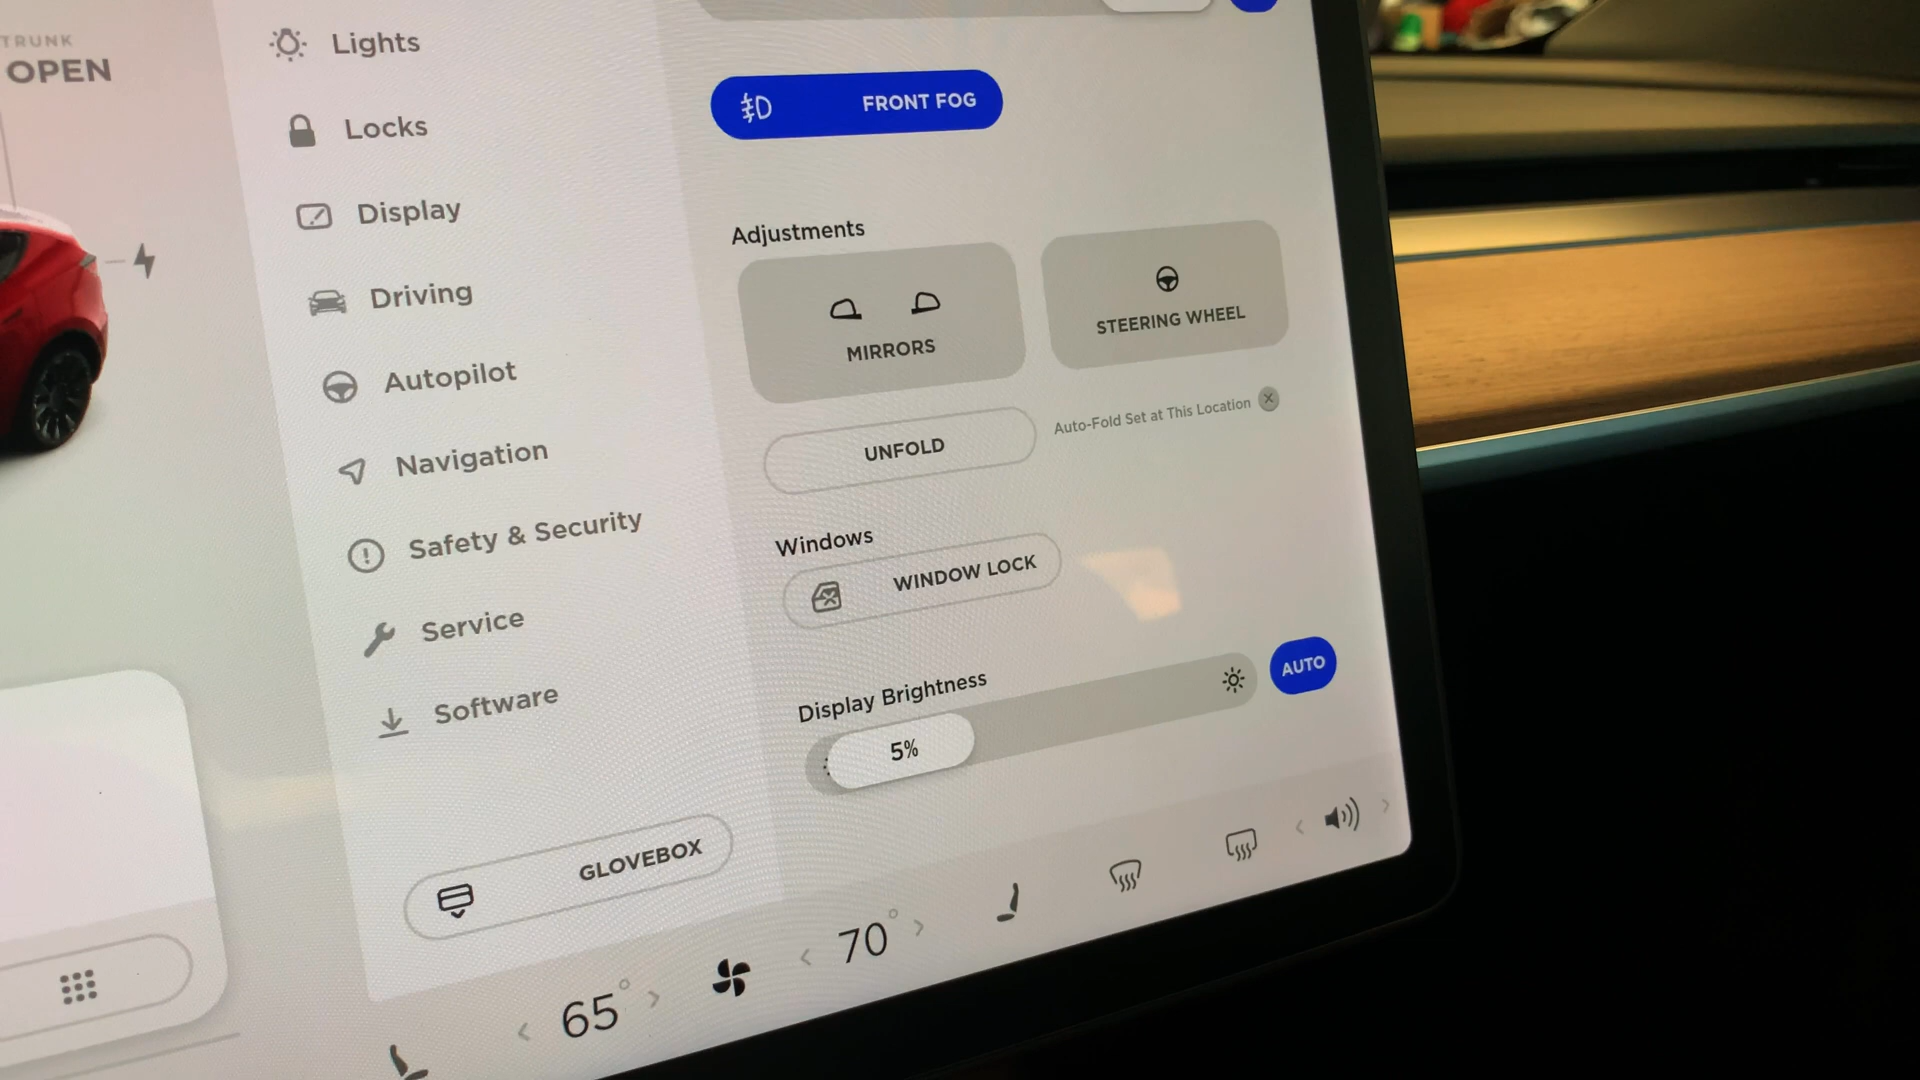 TRUNK
OPEN
Lights
Locks
Display
Driving
Autopilot
Navigation
Safety & Security
Service
Software
GLOVEBOX
FRONT FOG
Adjustments
MIRRORS
STEERING WHEEL
UNFOLD
Auto-Fold Set at This Location
Windows
WINDOW LOCK
Display Brightness
5%
AUTO
65°
70°